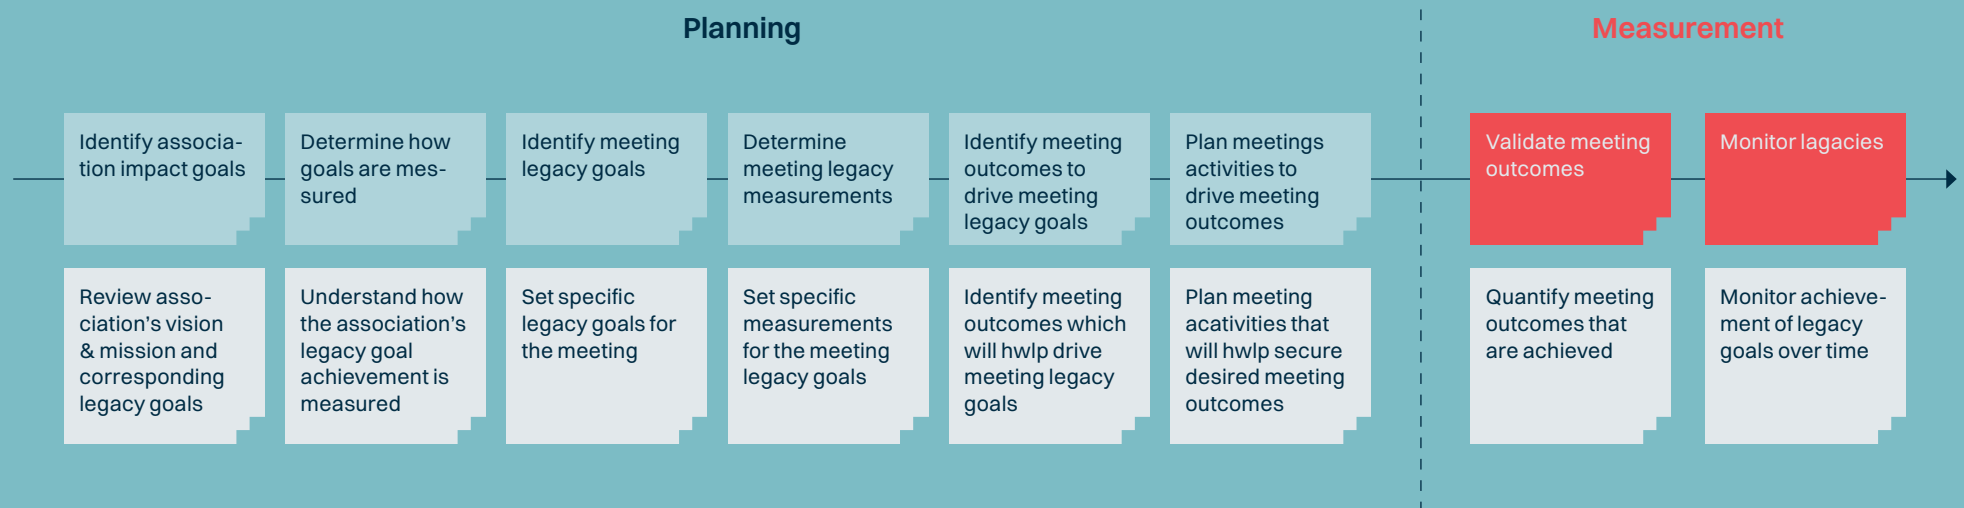 Planning
Measurement
Identify associa-
tion impact goals
Determine how
goals are mes-
sured
Identify meeting
legacy goals
Determine
meeting legacy
measurements
Identify meeting
outcomes to
drive meeting
legacy goals
Plan meetings
activities to
drive meeting
outcomes
Validate meeting
outcomes
Monitor lagacies
Review asso-
ciation’s vision
& mission and
corresponding
legacy goals
Understand how
the association’s
legacy goal
achievement is
measured
Set specific
legacy goals for
the meeting
Set specific
measurements
for the meeting
legacy goals
Identify meeting
outcomes which
will hwlp drive
meeting legacy
goals
Plan meeting
acativities that
will hwlp secure
desired meeting
outcomes
Quantify meeting
outcomes that
are achieved
Monitor achieve-
ment of legacy
goals over time